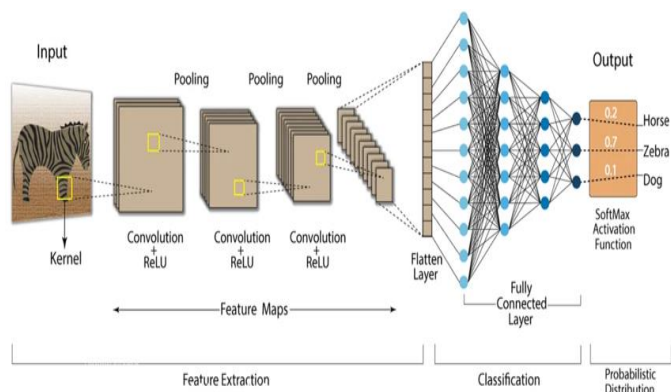 Input
Output
Pooling
Pooling
Pooling
0.2
Horse
0.7
Zebra
0.1
Dog
SoftMax
Activation
Function
Kernel
Convolution
+
ReLU
Convolution
+
ReLU
Convolution
+
ReLU
Flatten
Layer
Fully
Connected
Layer
Feature Maps
Feature Extraction
Classification
Probabilistic
Distribution